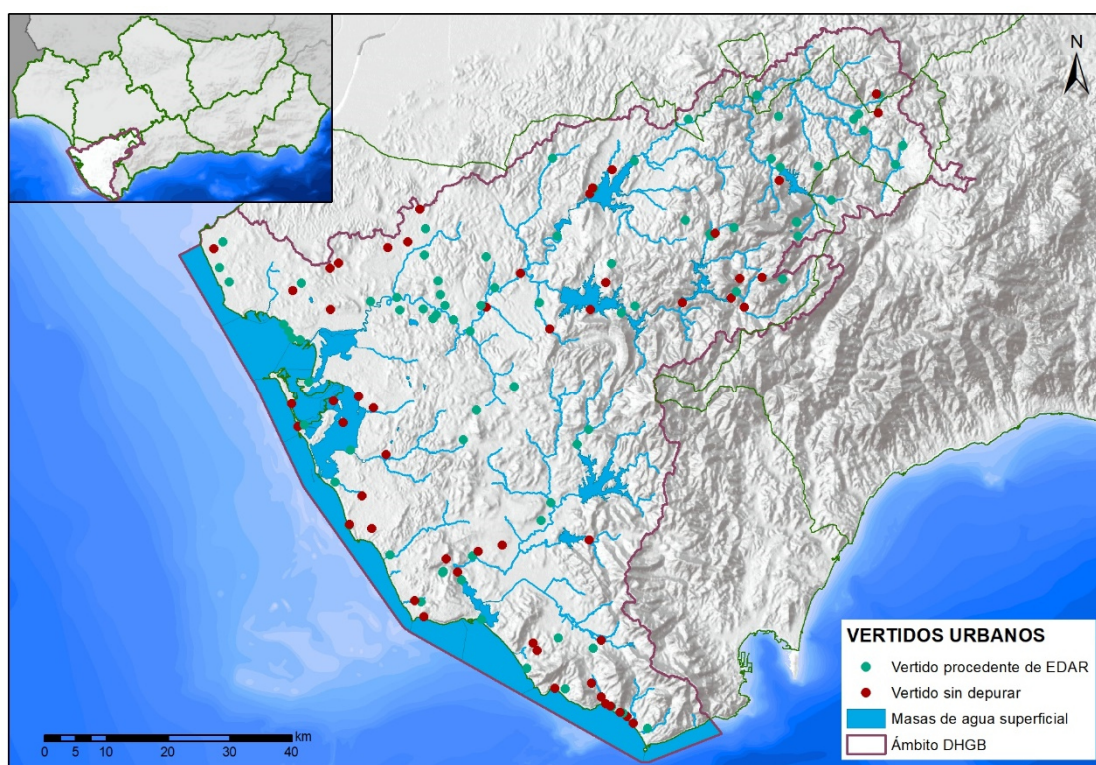 N
VERTIDOS URBANOS
Vertido procedente de EDAR
Vertido sin depurar
Masas de agua superficial
Ámbito DHGB
0 5 10 20 30 40
km